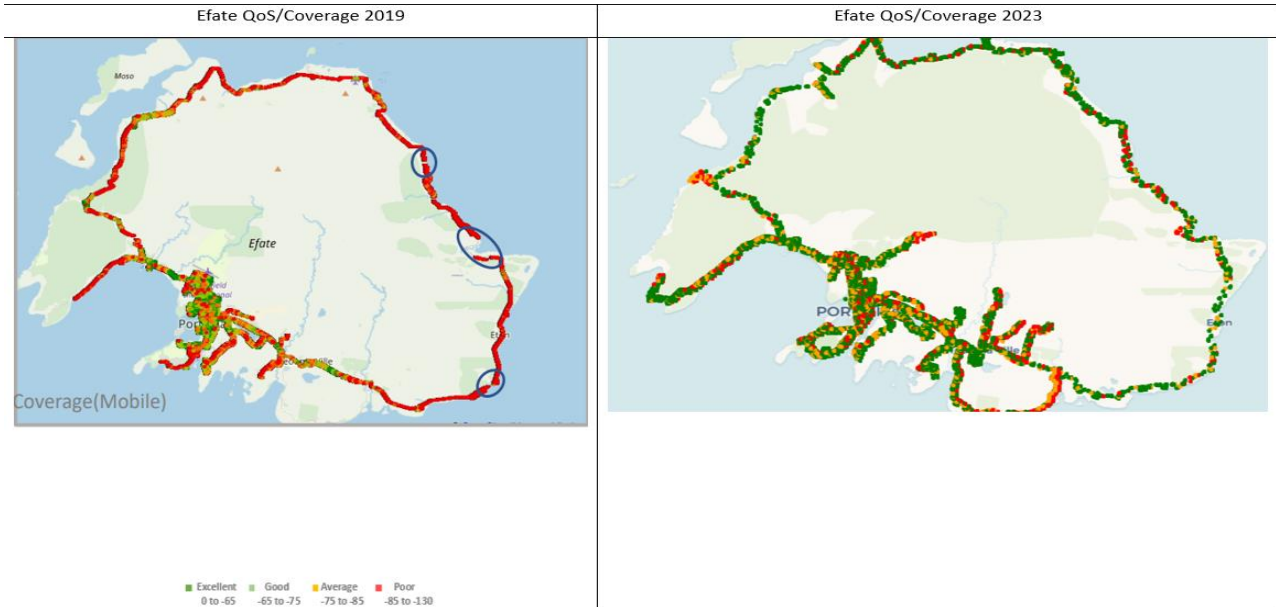 Efate QoS/Coverage 2019
Efate QoS/Coverage 2023
Moso
Efate
Coverage(Mobile)
Excellent Good Average Poor
0 to -65 -65 to -75 -75 to -85 -85 to -130